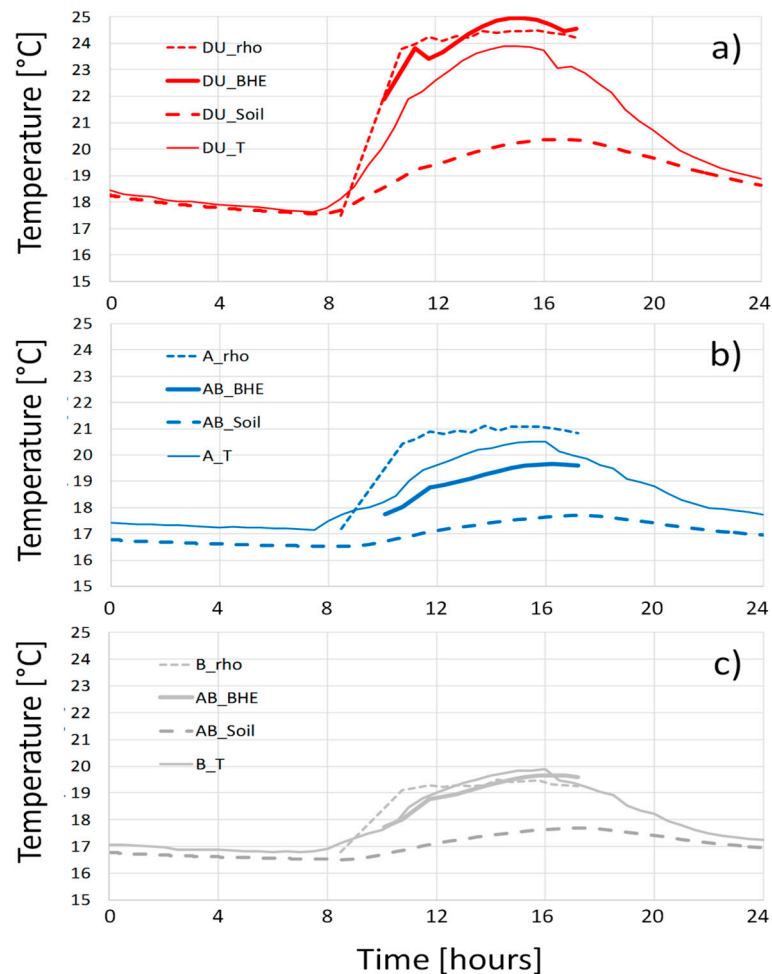 Temperature [°C]
25
24
23
22
21
20
19
18
17
16
15
DU_rho
DU_BHE
DU_Soil
DU_T
a)
0 4 8 12 16 20 24
Temperature [°C]
25
24
23
22
21
20
19
18
17
16
15
A_rho
AB_BHE
AB_Soil
A_T
b)
0 4 8 12 16 20 24
Temperature [°C]
25
24
23
22
21
20
19
18
17
16
15
B_rho
AB_BHE
AB_Soil
B_T
c)
0 4 8 12 16 20 24
Time [hours]